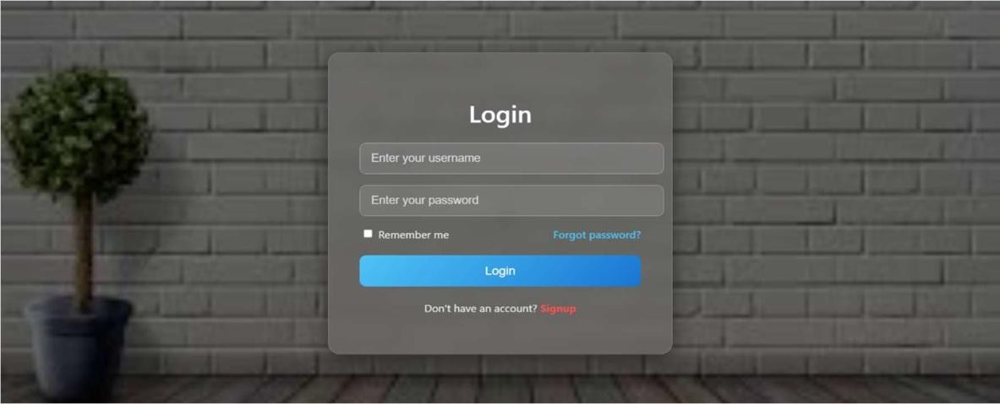 Login
Enter your username
Enter your password
Remember me Forgot password?
Login
Don't have an account? Signup